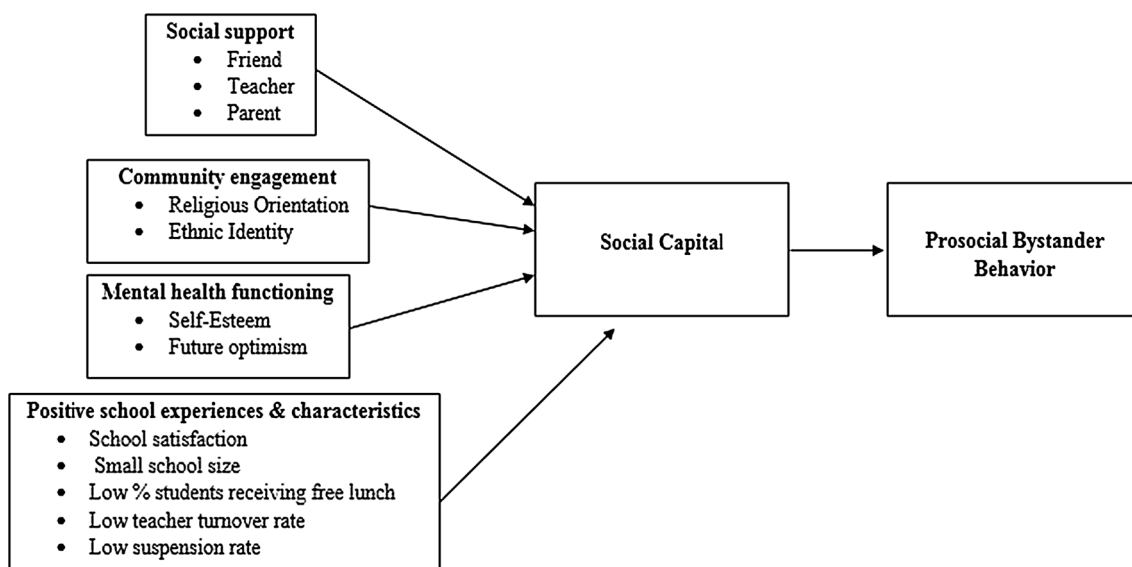 Social support
• Friend
• Teacher
• Parent
Community engagement
• Religious Orientation
• Ethnic Identity
Mental health functioning
• Self-Esteem
• Future optimism
Positive school experiences & characteristics
• School satisfaction
• Small school size
• Low % students receiving free lunch
• Low teacher turnover rate
• Low suspension rate
Social Capital
Prosocial Bystander
Behavior